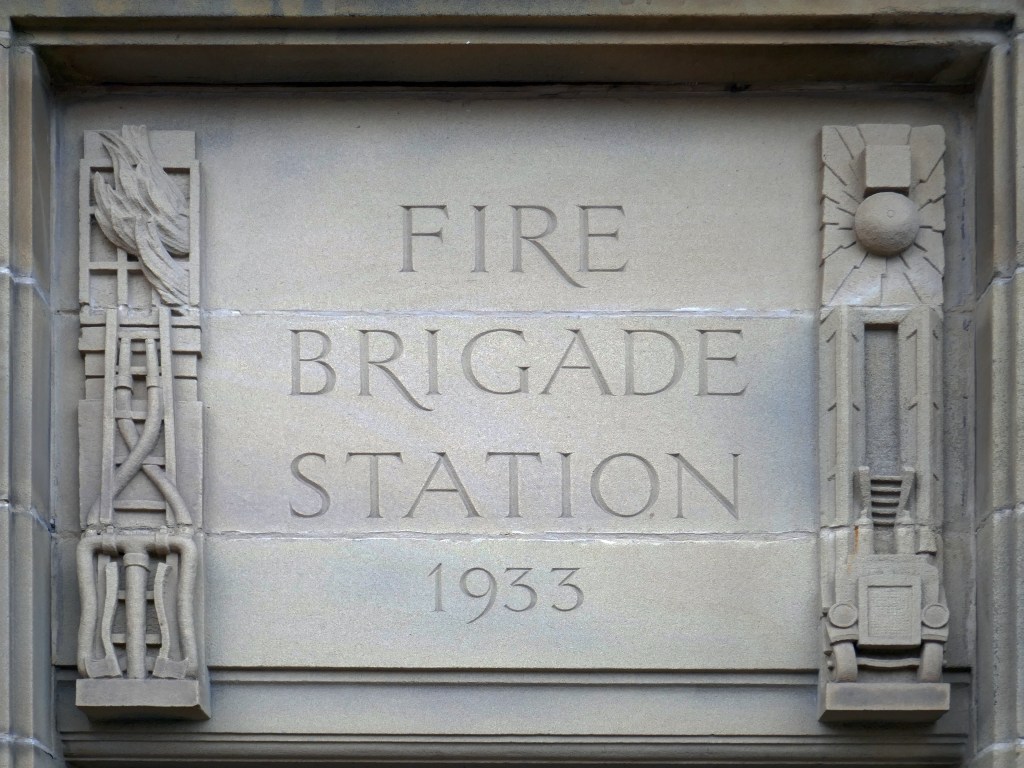 FIRE
BRIGADE
STATION
1933